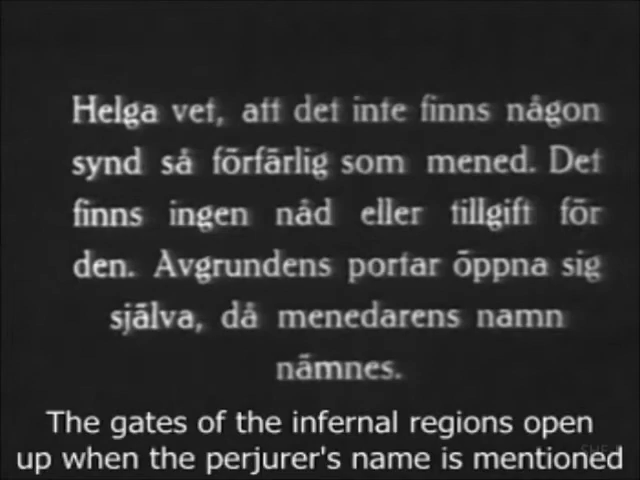 Helga vet, att det inte finns någon
synd så förfärlig som mened. Det
finns ingen nåd eller tillgift för
den. Avgrundens portar öppna sig
själva, då menedarens namn
nämnes.
The gates of the infernal regions open
up when the perjurer's name is mentioned